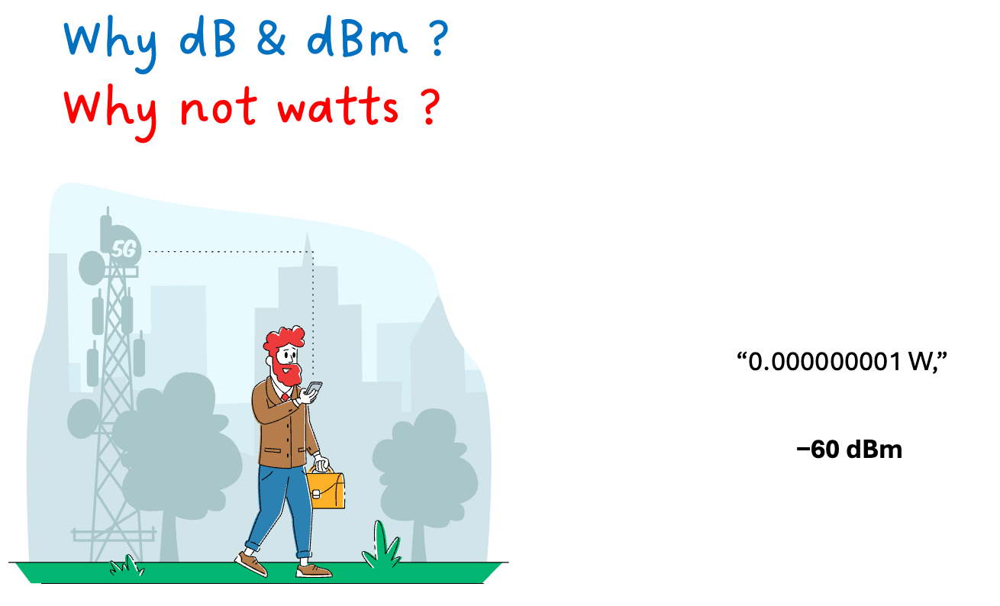 Why dB & dBm ?
Why not watts ?
5G
“0.000000001 W,”
−60 dBm